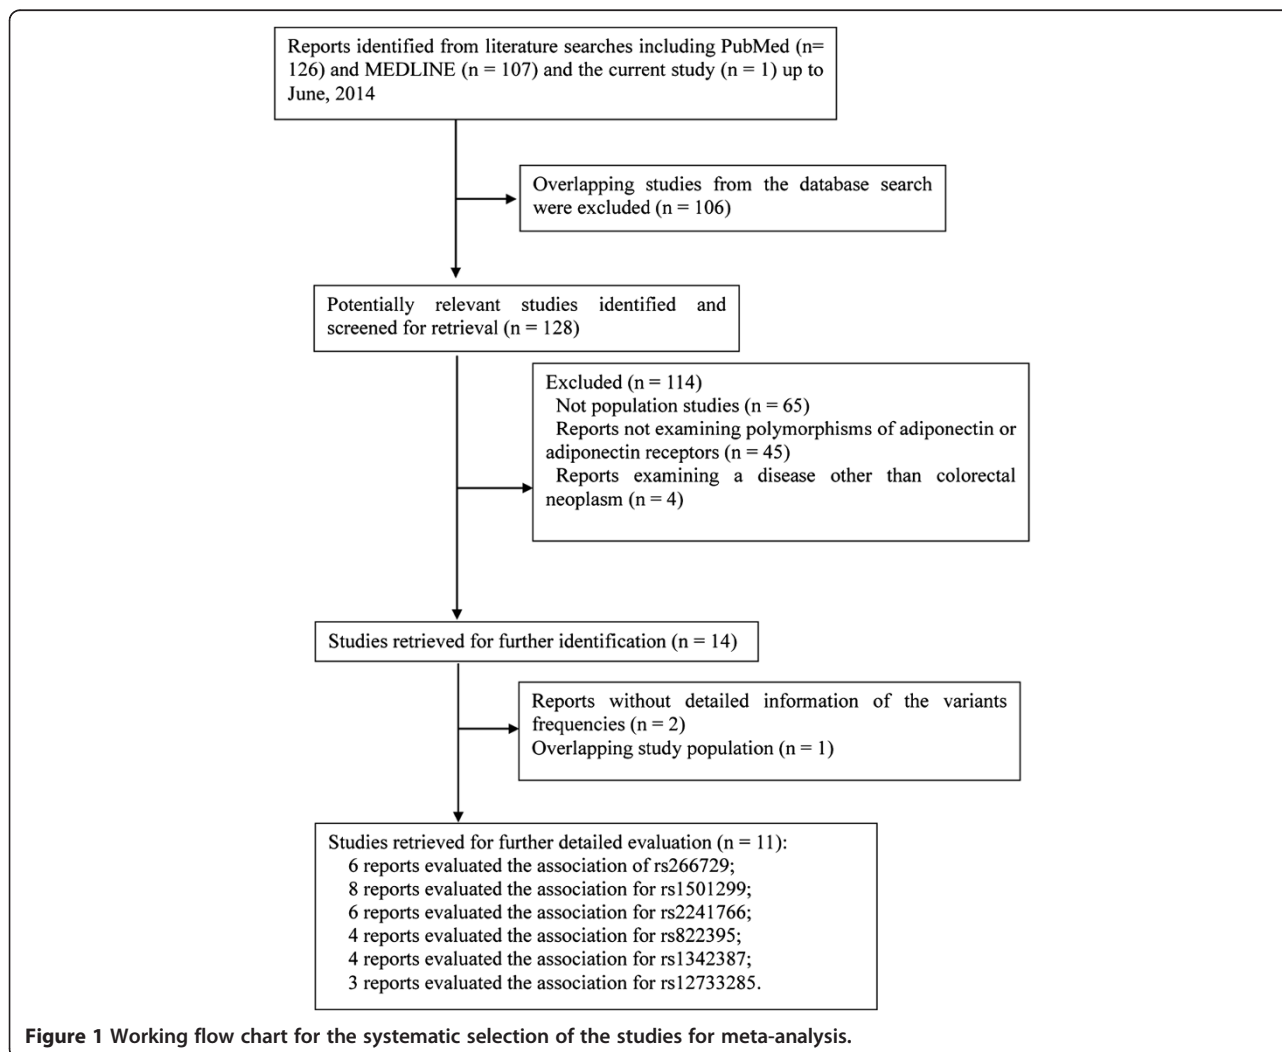 Reports identified from literature searches including PubMed (n=
126) and MEDLINE (n = 107) and the current study (n = 1) up to
June, 2014
Overlapping studies from the database search
were excluded (n = 106)
Potentially relevant studies identified and
screened for retrieval (n = 128)
Excluded (n = 114)
Not population studies (n = 65)
Reports not examining polymorphisms of adiponectin or
adiponectin receptors (n = 45)
Reports examining a disease other than colorectal
neoplasm (n = 4)
Studies retrieved for further identification (n = 14)
Reports without detailed information of the variants
frequencies (n = 2)
Overlapping study population (n = 1)
Studies retrieved for further detailed evaluation (n = 11):
6 reports evaluated the association of rs266729;
8 reports evaluated the association for rs1501299;
6 reports evaluated the association for rs2241766;
4 reports evaluated the association for rs822395;
4 reports evaluated the association for rs1342387;
3 reports evaluated the association for rs12733285.
Figure 1 Working flow chart for the systematic selection of the studies for meta-analysis.